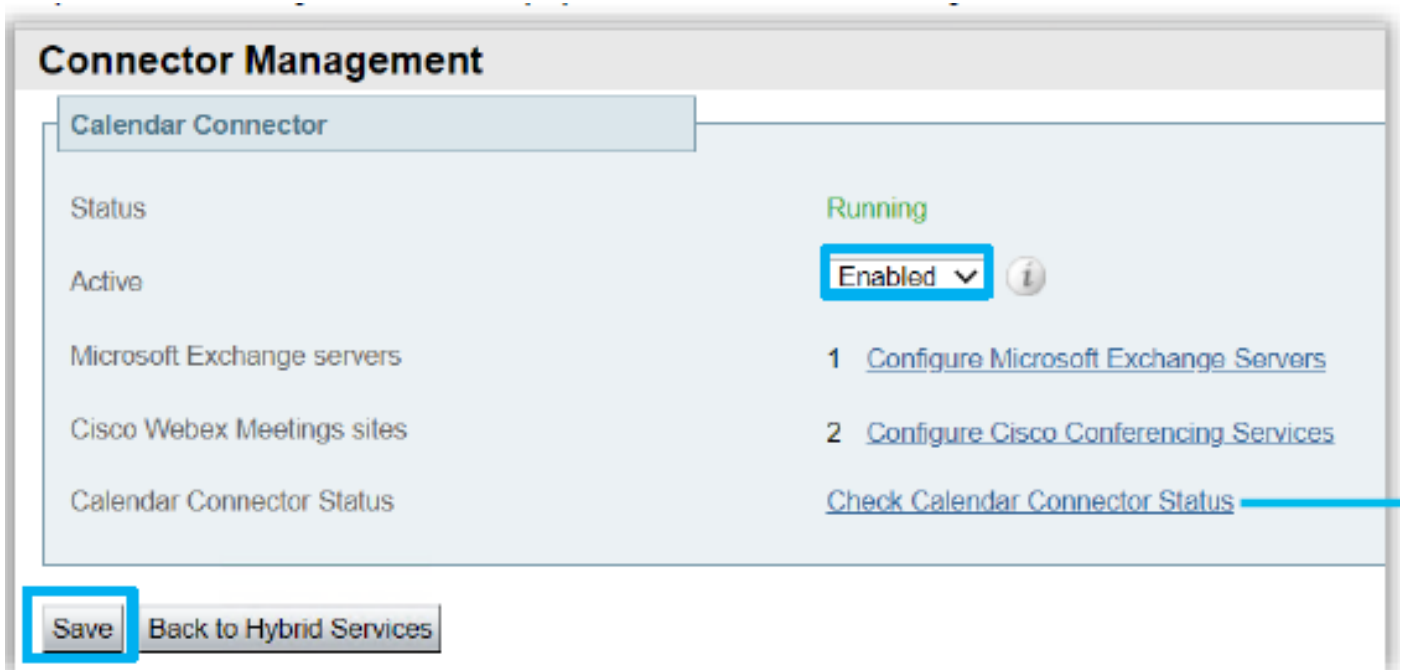 Connector Management
Calendar Connector
Status Running
Active Enabled i
Microsoft Exchange servers 1 Configure Microsoft Exchange Servers
Cisco Webex Meetings sites 2 Configure Cisco Conferencing Services
Calendar Connector Status Check Calendar Connector Status
Save Back to Hybrid Services